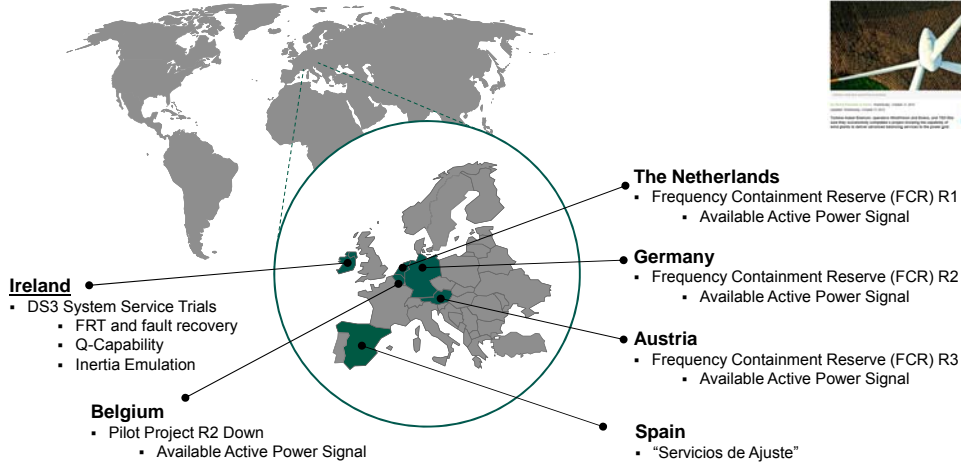 The Netherlands
▪ Frequency Containment Reserve (FCR) R1
▪ Available Active Power Signal
Germany
▪ Frequency Containment Reserve (FCR) R2
▪ Available Active Power Signal
Austria
▪ Frequency Containment Reserve (FCR) R3
▪ Available Active Power Signal
Spain
▪ “Servicios de Ajuste”
Ireland
▪ DS3 System Service Trials
▪ FRT and fault recovery
▪ Q-Capability
▪ Inertia Emulation
Belgium
▪ Pilot Project R2 Down
▪ Available Active Power Signal